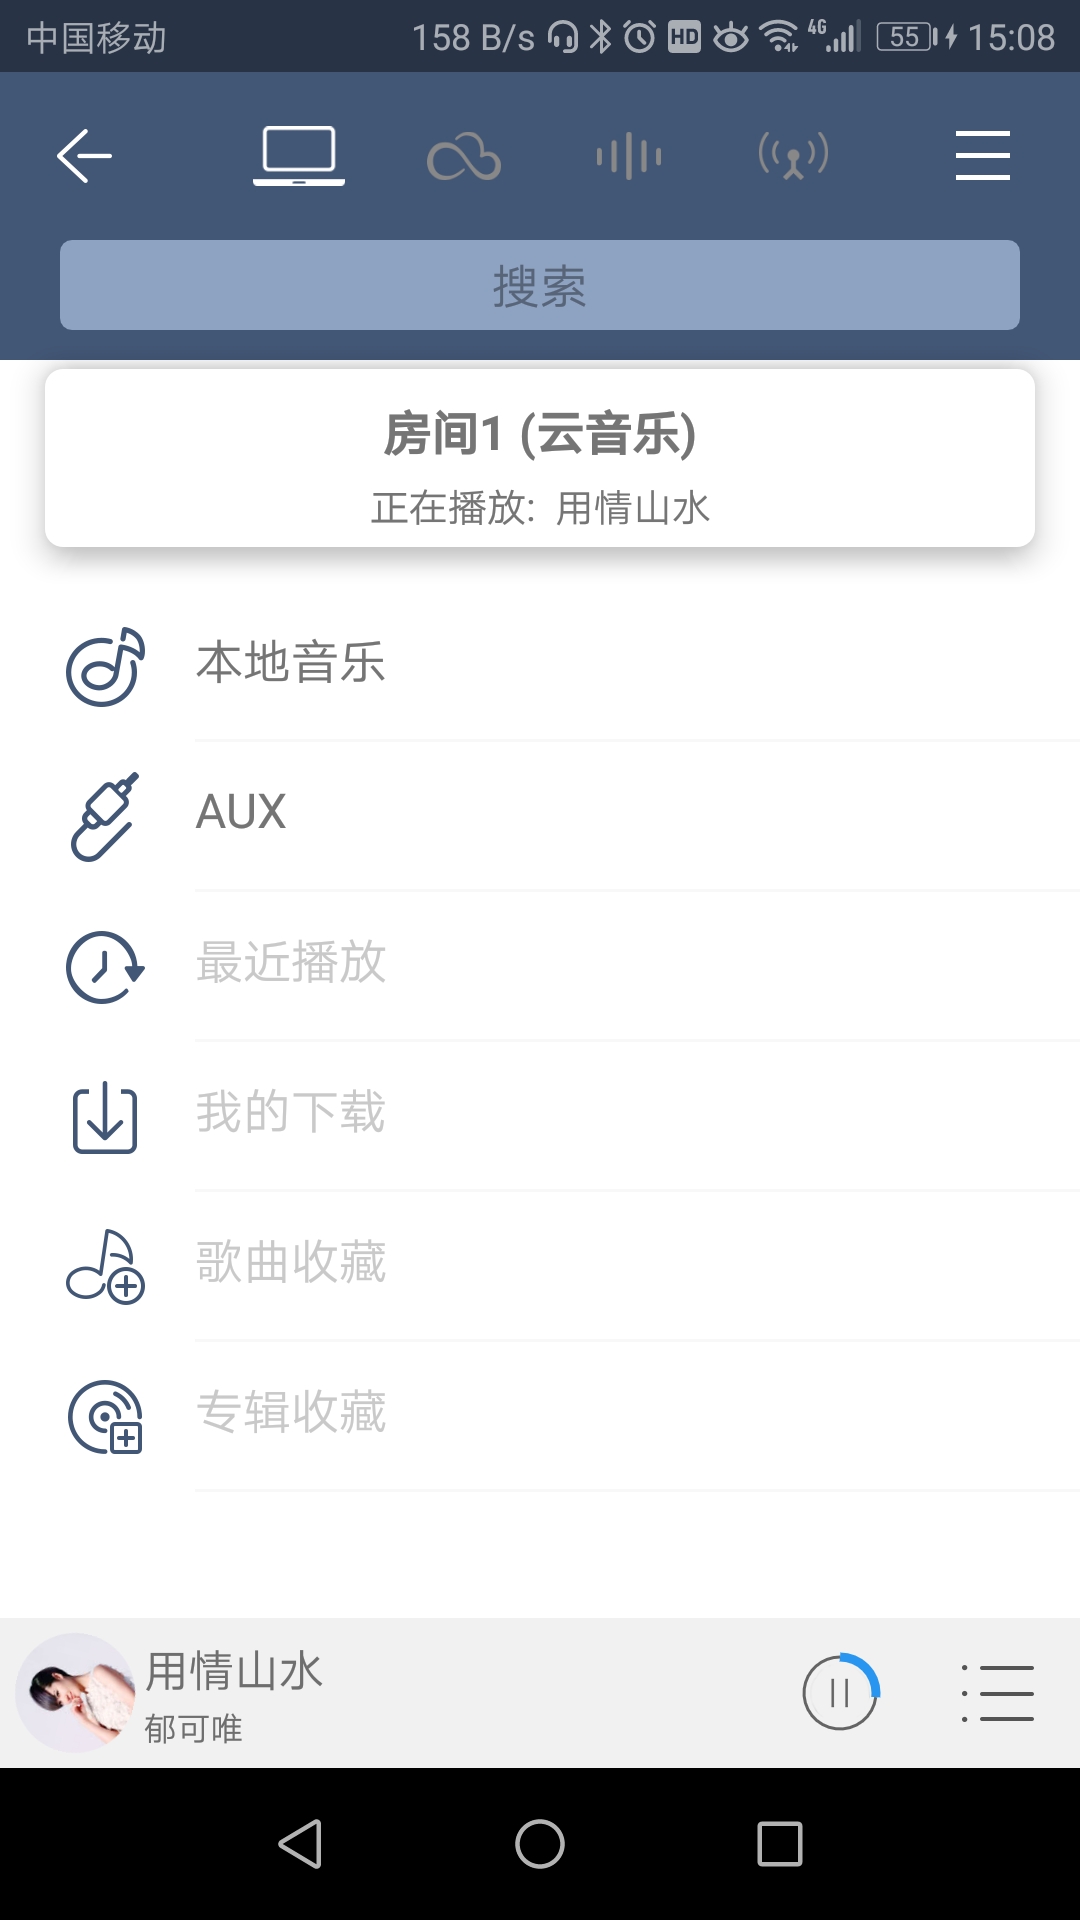 中国移动 158 B/s HD 4G 55 15:08
搜索
房间1 (云音乐)
正在播放: 用情山水
本地音乐
AUX
最近播放
我的下载
歌曲收藏
专辑收藏
用情山水
郁可唯